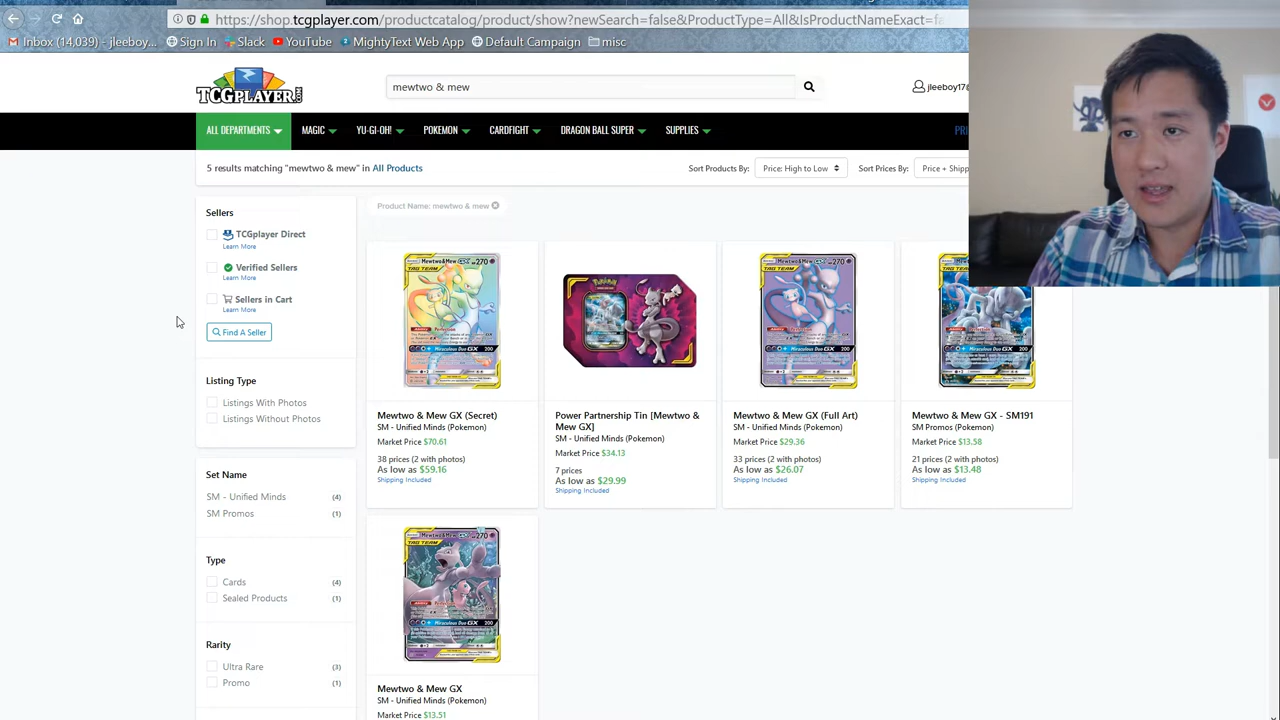 https://shop.tcgplayer.com/productcatalog/product/show?newSearch=false&ProductType=All&IsProductNameExact=fa
Inbox (14,039) - jleeboy...
Sign In
Slack
YouTube
MightyText Web App
Default Campaign
misc
TCGPLAYER.COM
mewtwo & mew
jleeboy17@
ALL DEPARTMENTS
MAGIC
YU-GI-OH!
POKEMON
CARDFIGHT
DRAGON BALL SUPER
SUPPLIES
PRI
5 results matching "mewtwo & mew" in All Products
Sort Products By:
Price: High to Low
Sort Prices By:
Price + Shipp
Product Name: mewtwo & mew
Sellers
TCGplayer Direct
Learn More
Verified Sellers
Learn More
Sellers in Cart
Learn More
Find A Seller
Listing Type
Listings With Photos
Listings Without Photos
Set Name
SM - Unified Minds (4)
SM Promos (1)
Type
Cards (4)
Sealed Products (1)
Rarity
Ultra Rare (3)
Promo (1)
Mewtwo & Mew GX (Secret)
SM - Unified Minds (Pokemon)
Market Price $70.61
38 prices (2 with photos)
As low as $59.16
Shipping Included
Power Partnership Tin [Mewtwo &
Mew GX]
SM - Unified Minds (Pokemon)
Market Price $34.13
7 prices
As low as $29.99
Shipping Included
Mewtwo & Mew GX (Full Art)
SM - Unified Minds (Pokemon)
Market Price $29.36
33 prices (2 with photos)
As low as $26.07
Shipping Included
Mewtwo & Mew GX - SM191
SM Promos (Pokemon)
Market Price $13.58
21 prices (2 with photos)
As low as $13.48
Shipping Included
Mewtwo & Mew GX
SM - Unified Minds (Pokemon)
Market Price $13.51